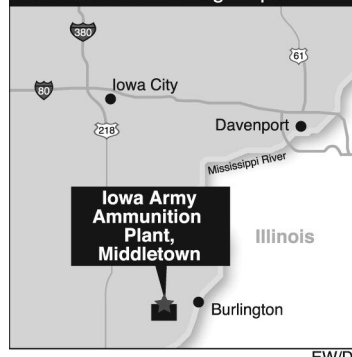 380
61
80
Iowa City
218
Davenport
Mississippi River
Iowa Army
Ammunition
Plant,
Middletown
Illinois
Burlington